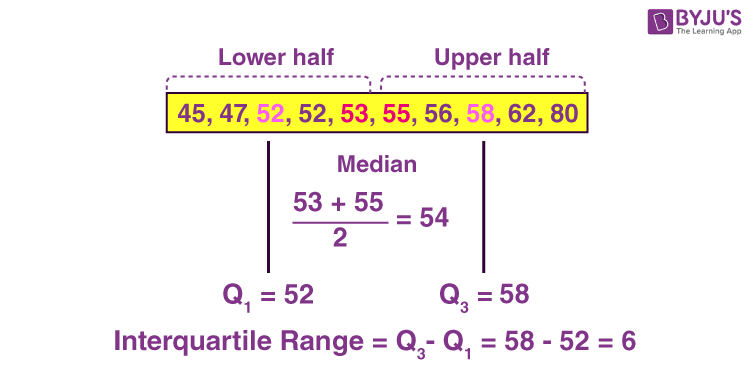 BYJU'S
The Learning App
Lower half Upper half
45, 47, 52, 52, 53, 55, 56, 58, 62, 80
Median
53 + 55
= 54
2
Q₁ = 52 Q₃ = 58
Interquartile Range = Q₃- Q₁ = 58 - 52 = 6